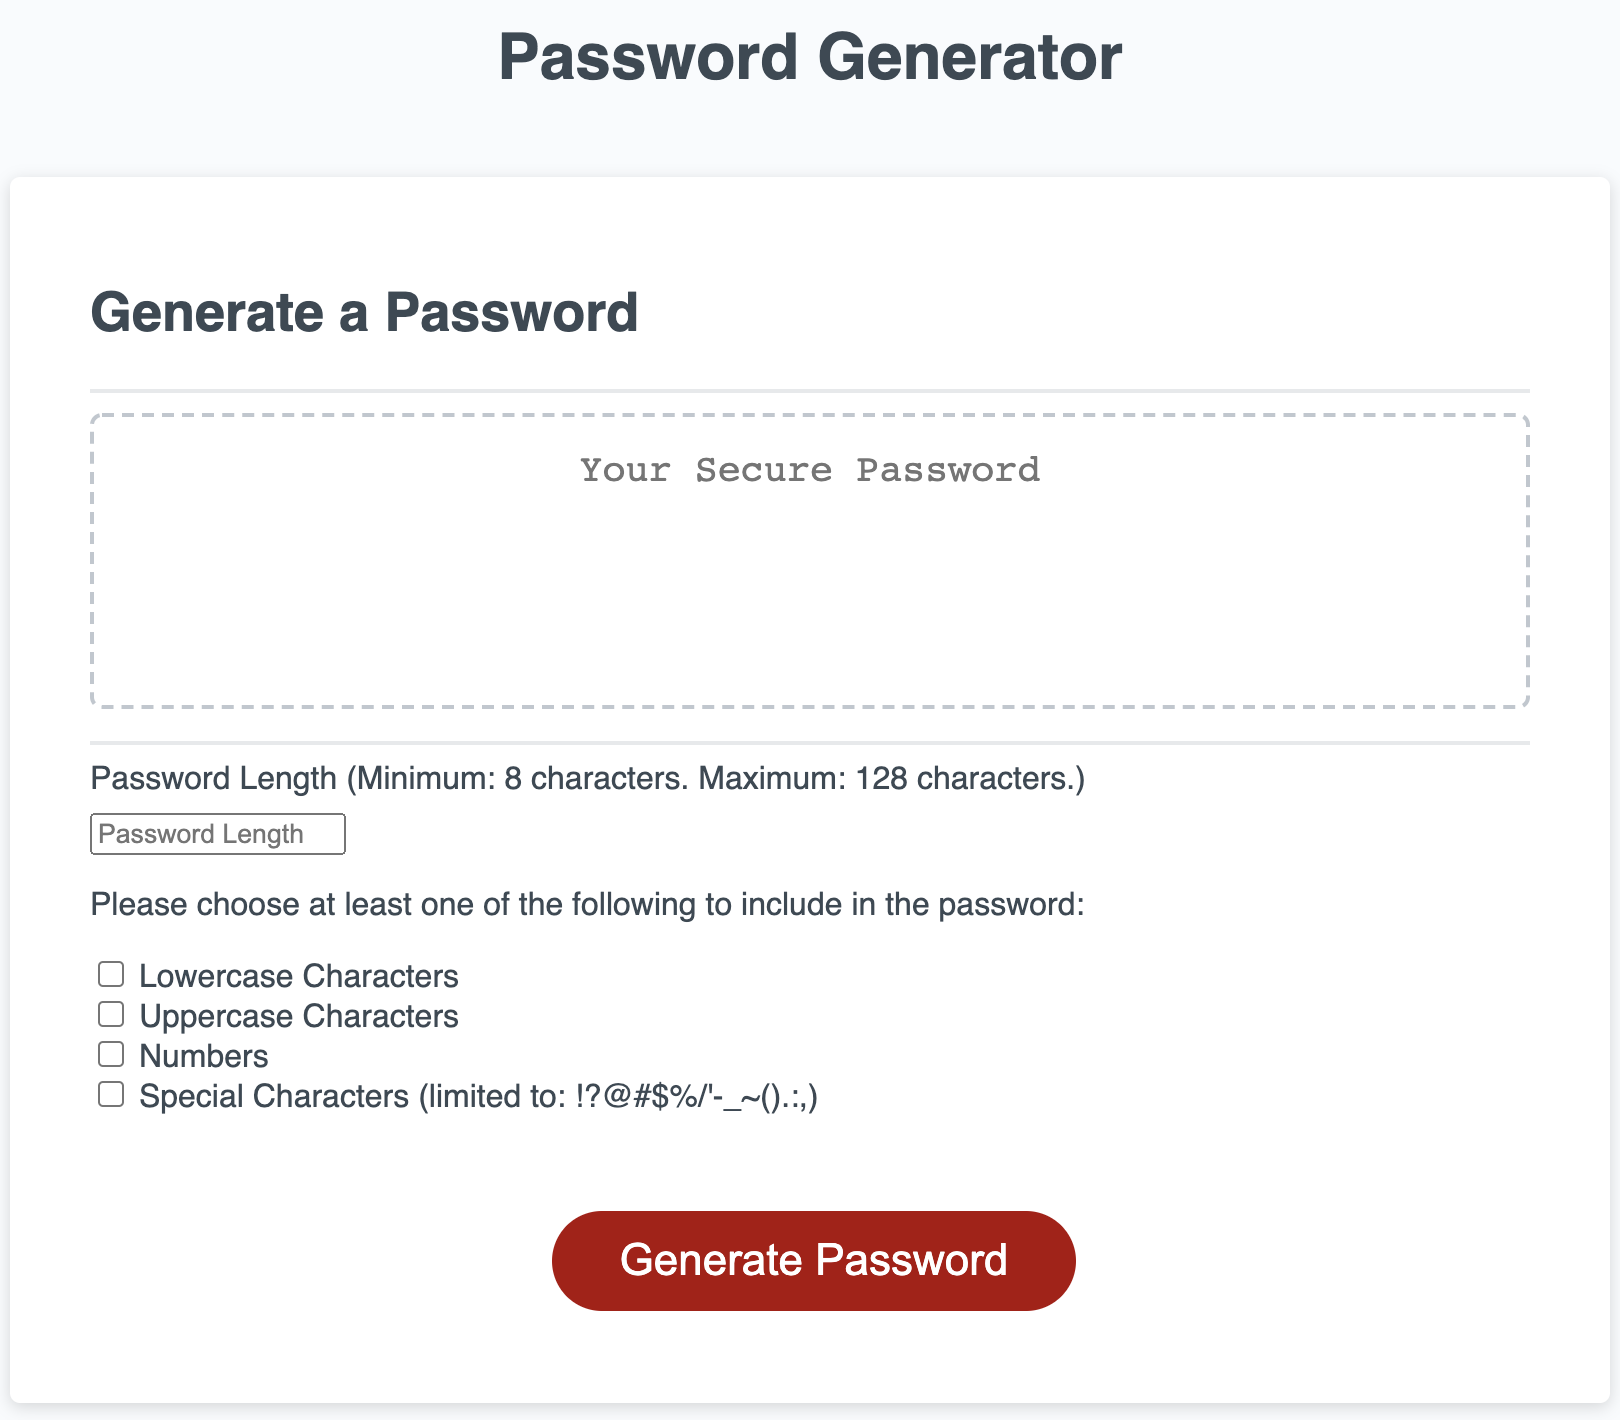 Password Generator
Generate a Password
Your Secure Password
Password Length (Minimum: 8 characters. Maximum: 128 characters.)
Password Length
Please choose at least one of the following to include in the password:
Lowercase Characters
Uppercase Characters
Numbers
Special Characters (limited to: !?@#$%/'-_~().:,)
Generate Password